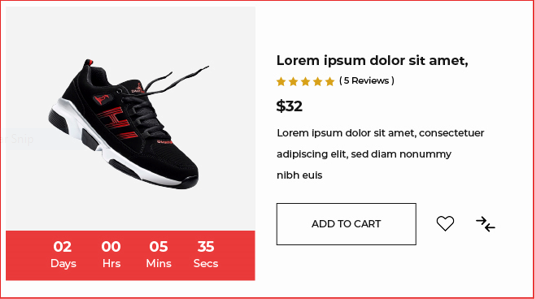 Lorem ipsum dolor sit amet,
( 5 Reviews )
$32
Lorem ipsum dolor sit amet, consectetuer
adipiscing elit, sed diam nonummy
nibh euis
ADD TO CART
02 00 05 35
Days Hrs Mins Secs